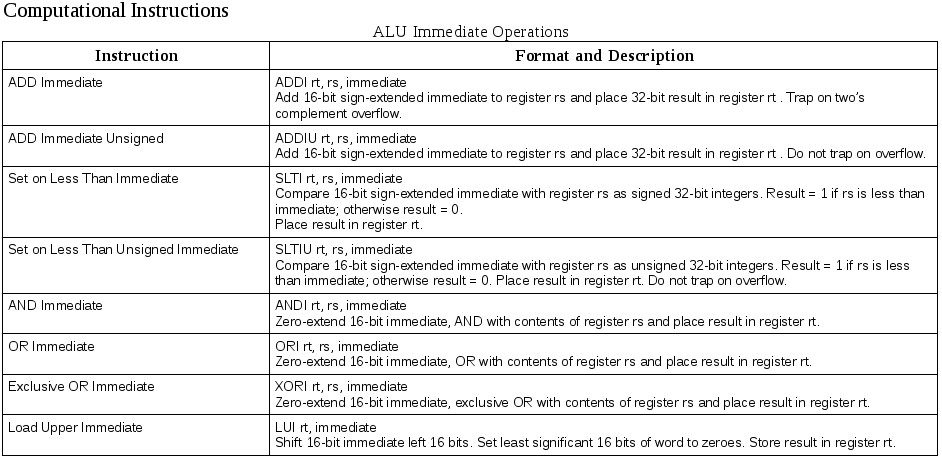 Computational Instructions
ALU Immediate Operations
Instruction
Format and Description
ADD Immediate
ADDI rt, rs, immediate
Add 16-bit sign-extended immediate to register rs and place 32-bit result in register rt . Trap on two's
complement overflow.
ADD Immediate Unsigned
ADDIU rt, rs, immediate
Add 16-bit sign-extended immediate to register rs and place 32-bit result in register rt . Do not trap on overflow.
Set on Less Than Immediate
SLTI rt, rs, immediate
Compare 16-bit sign-extended immediate with register rs as signed 32-bit integers. Result = 1 if rs is less than
immediate; otherwise result = 0.
Place result in register rt.
Set on Less Than Unsigned Immediate
SLTIU rt, rs, immediate
Compare 16-bit sign-extended immediate with register rs as unsigned 32-bit integers. Result = 1 if rs is less
than immediate; otherwise result = 0. Place result in register rt. Do not trap on overflow.
AND Immediate
ANDI rt, rs, immediate
Zero-extend 16-bit immediate, AND with contents of register rs and place result in register rt.
OR Immediate
ORI rt, rs, immediate
Zero-extend 16-bit immediate, OR with contents of register rs and place result in register rt.
Exclusive OR Immediate
XORI rt, rs, immediate
Zero-extend 16-bit immediate, exclusive OR with contents of register rs and place result in register rt.
Load Upper Immediate
LUI rt, immediate
Shift 16-bit immediate left 16 bits. Set least significant 16 bits of word to zeroes. Store result in register rt.